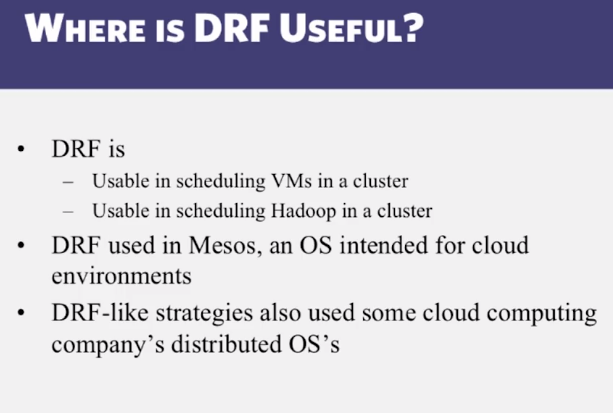 WHERE IS DRF USEFUL?
• DRF is
– Usable in scheduling VMs in a cluster
– Usable in scheduling Hadoop in a cluster
• DRF used in Mesos, an OS intended for cloud
environments
• DRF-like strategies also used some cloud computing
company's distributed OS's